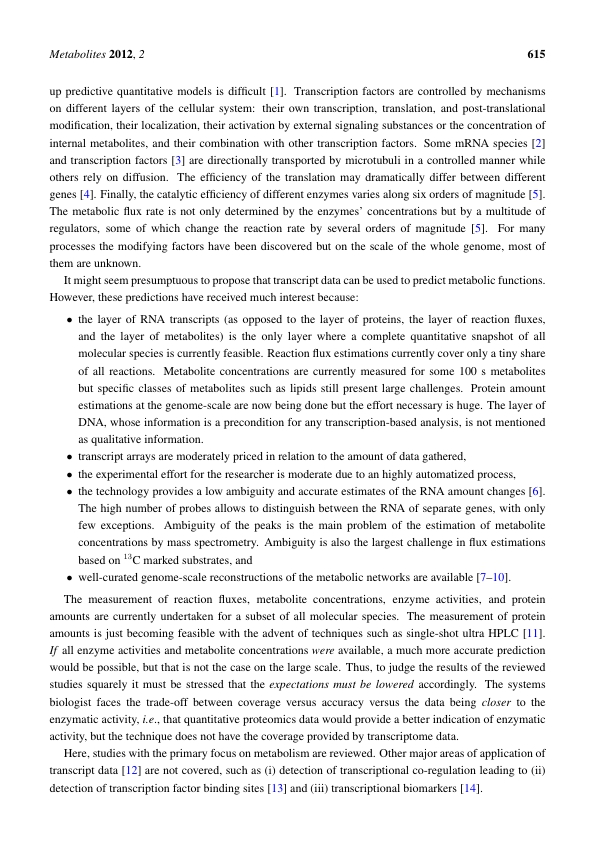 Metabolites 2012, 2 615
up predictive quantitative models is difficult [1]. Transcription factors are controlled by mechanisms
on different layers of the cellular system: their own transcription, translation, and post-translational
modification, their localization, their activation by external signaling substances or the concentration of
internal metabolites, and their combination with other transcription factors. Some mRNA species [2]
and transcription factors [3] are directionally transported by microtubuli in a controlled manner while
others rely on diffusion. The efficiency of the translation may dramatically differ between different
genes [4]. Finally, the catalytic efficiency of different enzymes varies along six orders of magnitude [5].
The metabolic flux rate is not only determined by the enzymes’ concentrations but by a multitude of
regulators, some of which change the reaction rate by several orders of magnitude [5]. For many
processes the modifying factors have been discovered but on the scale of the whole genome, most of
them are unknown.
It might seem presumptuous to propose that transcript data can be used to predict metabolic functions.
However, these predictions have received much interest because:
• the layer of RNA transcripts (as opposed to the layer of proteins, the layer of reaction fluxes,
and the layer of metabolites) is the only layer where a complete quantitative snapshot of all
molecular species is currently feasible. Reaction flux estimations currently cover only a tiny share
of all reactions. Metabolite concentrations are currently measured for some 100 s metabolites
but specific classes of metabolites such as lipids still present large challenges. Protein amount
estimations at the genome-scale are now being done but the effort necessary is huge. The layer of
DNA, whose information is a precondition for any transcription-based analysis, is not mentioned
as qualitative information.
• transcript arrays are moderately priced in relation to the amount of data gathered,
• the experimental effort for the researcher is moderate due to an highly automatized process,
• the technology provides a low ambiguity and accurate estimates of the RNA amount changes [6].
The high number of probes allows to distinguish between the RNA of separate genes, with only
few exceptions. Ambiguity of the peaks is the main problem of the estimation of metabolite
concentrations by mass spectrometry. Ambiguity is also the largest challenge in flux estimations
based on ¹³C marked substrates, and
• well-curated genome-scale reconstructions of the metabolic networks are available [7–10].
The measurement of reaction fluxes, metabolite concentrations, enzyme activities, and protein
amounts are currently undertaken for a subset of all molecular species. The measurement of protein
amounts is just becoming feasible with the advent of techniques such as single-shot ultra HPLC [11].
If all enzyme activities and metabolite concentrations were available, a much more accurate prediction
would be possible, but that is not the case on the large scale. Thus, to judge the results of the reviewed
studies squarely it must be stressed that the expectations must be lowered accordingly. The systems
biologist faces the trade-off between coverage versus accuracy versus the data being closer to the
enzymatic activity, i.e., that quantitative proteomics data would provide a better indication of enzymatic
activity, but the technique does not have the coverage provided by transcriptome data.
Here, studies with the primary focus on metabolism are reviewed. Other major areas of application of
transcript data [12] are not covered, such as (i) detection of transcriptional co-regulation leading to (ii)
detection of transcription factor binding sites [13] and (iii) transcriptional biomarkers [14].